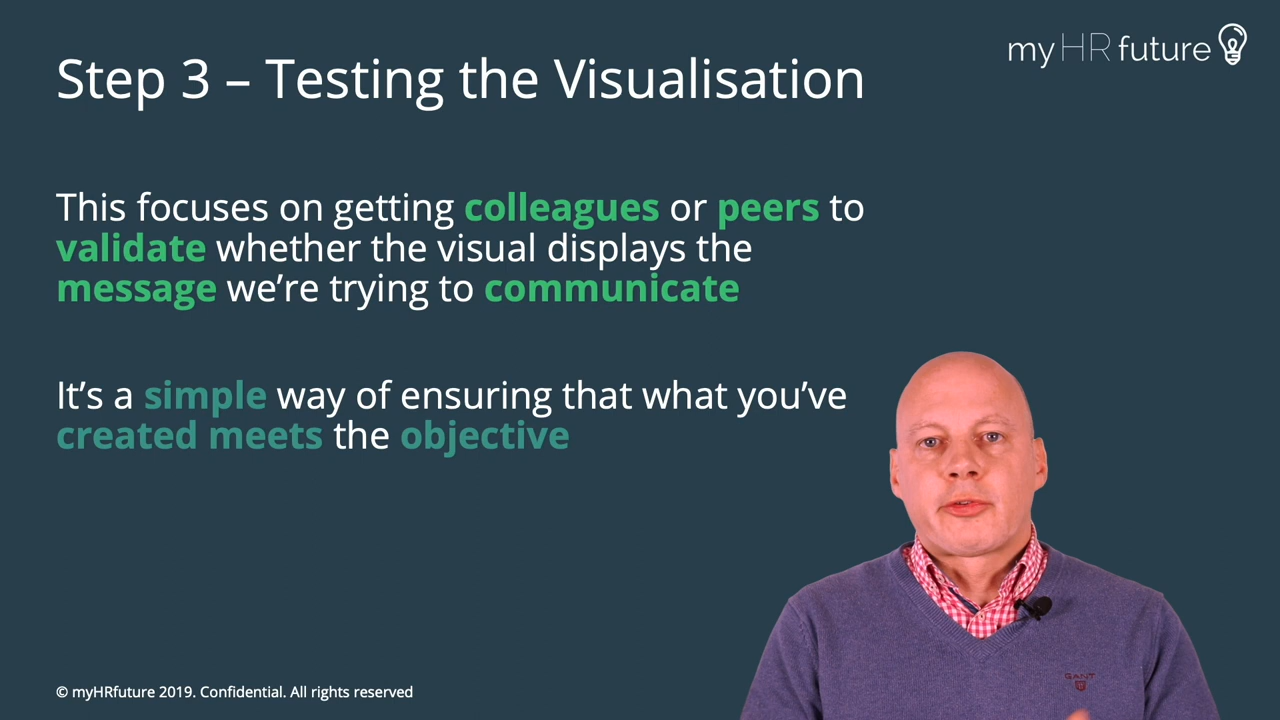 Step 3 – Testing the Visualisation
my HR future
This focuses on getting colleagues or peers to
validate whether the visual displays the
message we’re trying to communicate
It’s a simple way of ensuring that what you’ve
created meets the objective
GANT
© myHRfuture 2019. Confidential. All rights reserved